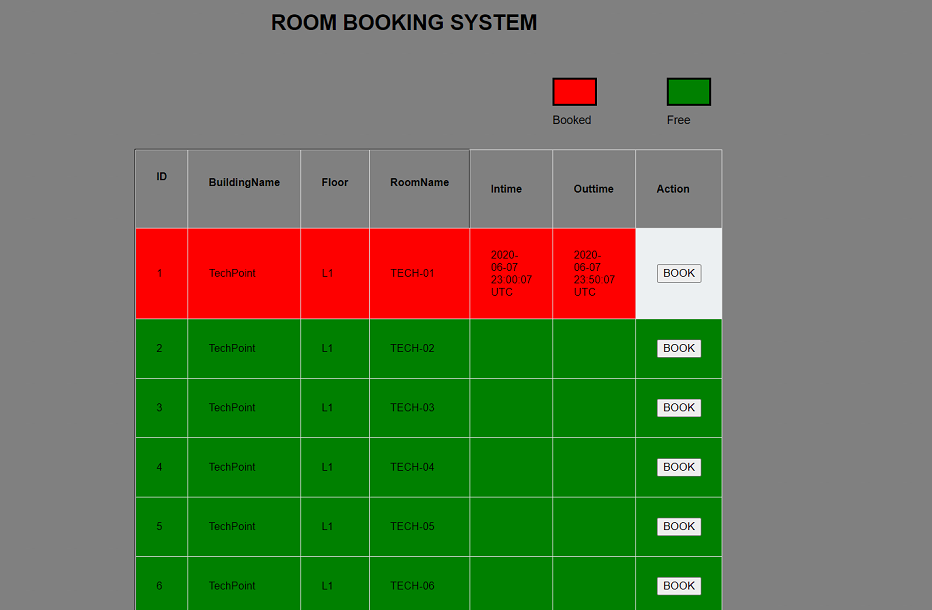 ROOM BOOKING SYSTEM
Booked Free
ID BuildingName Floor RoomName Intime Outtime Action
1 TechPoint L1 TECH-01 2020-06-07 23:00:07 UTC 2020-06-07 23:50:07 UTC BOOK
2 TechPoint L1 TECH-02 BOOK
3 TechPoint L1 TECH-03 BOOK
4 TechPoint L1 TECH-04 BOOK
5 TechPoint L1 TECH-05 BOOK
6 TechPoint L1 TECH-06 BOOK